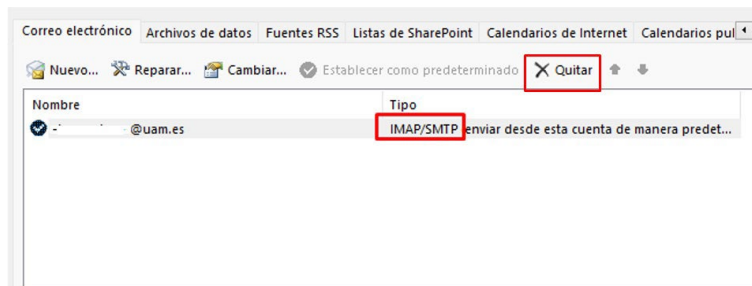 Correo electrónico Archivos de datos Fuentes RSS Listas de SharePoint Calendarios de Internet Calendarios pul
Nuevo... Reparar... Cambiar... Establecer como predeterminado Quitar
Nombre Tipo
@uam.es IMAP/SMTP enviar desde esta cuenta de manera predet...